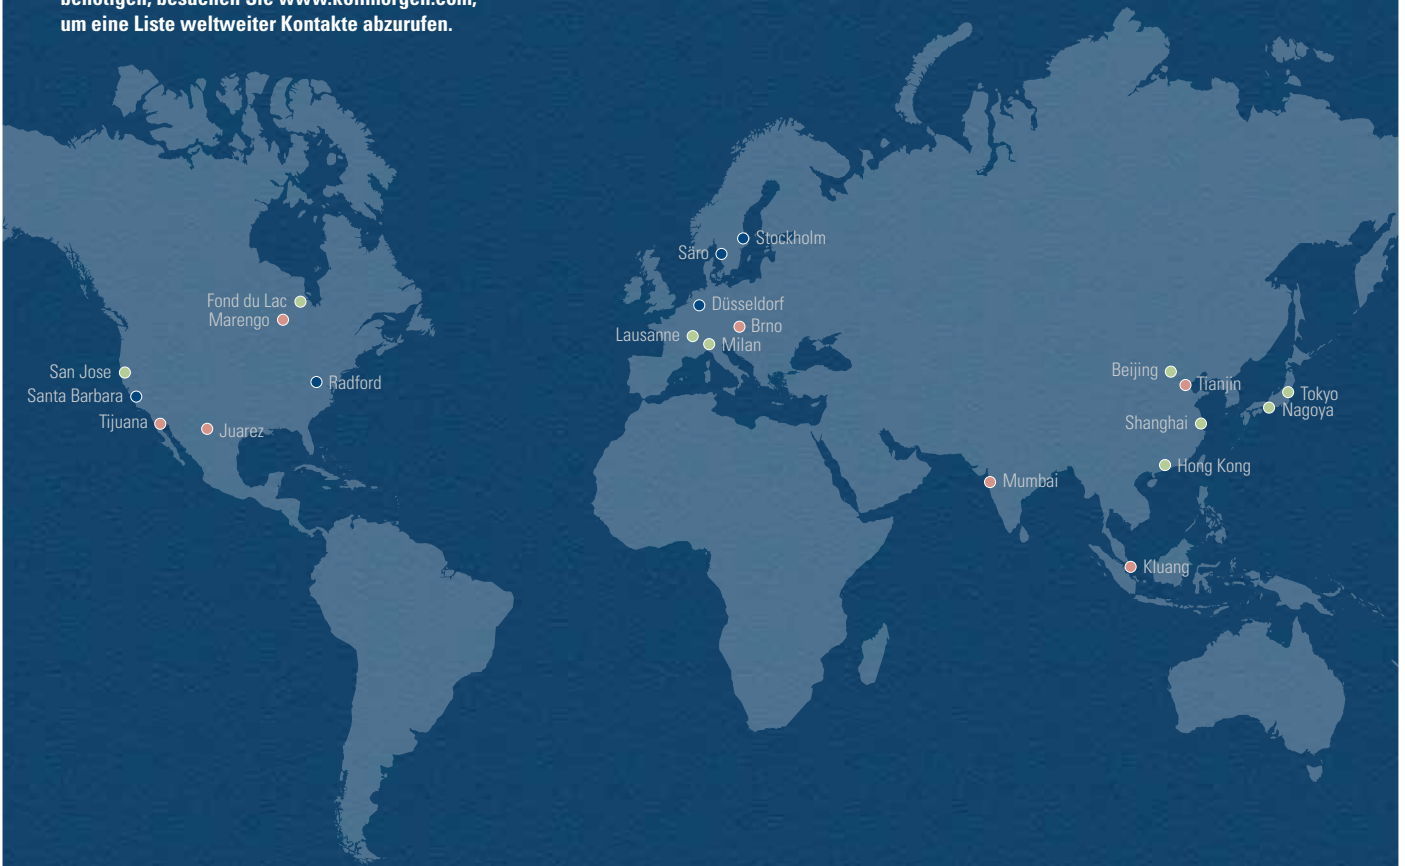 benötigen, besuchen Sie www.kollmorgen.com,
um eine Liste weltweiter Kontakte abzurufen.
Stockholm
Säro
Fond du Lac
Marengo
Düsseldorf
Brno
Lausanne
Milan
San Jose
Radford
Santa Barbara
Tijuana
Juarez
Beijing
Tianjin
Tokyo
Nagoya
Shanghai
Hong Kong
Mumbai
Kluang